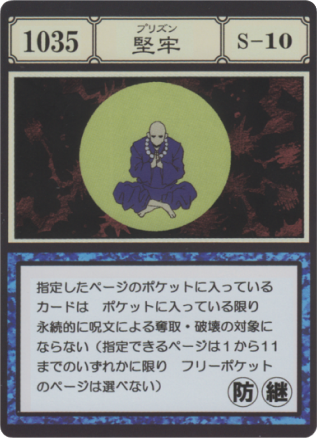 1035
プリズン
堅牢
S-10
指定したページのポケットに入っている
カードは　ポケットに入っている限り
永続的に呪文による奪取・破壊の対象に
ならない（指定できるページは1から11
までのいずれかに限り　フリーポケット
のページは選べない）
防 継